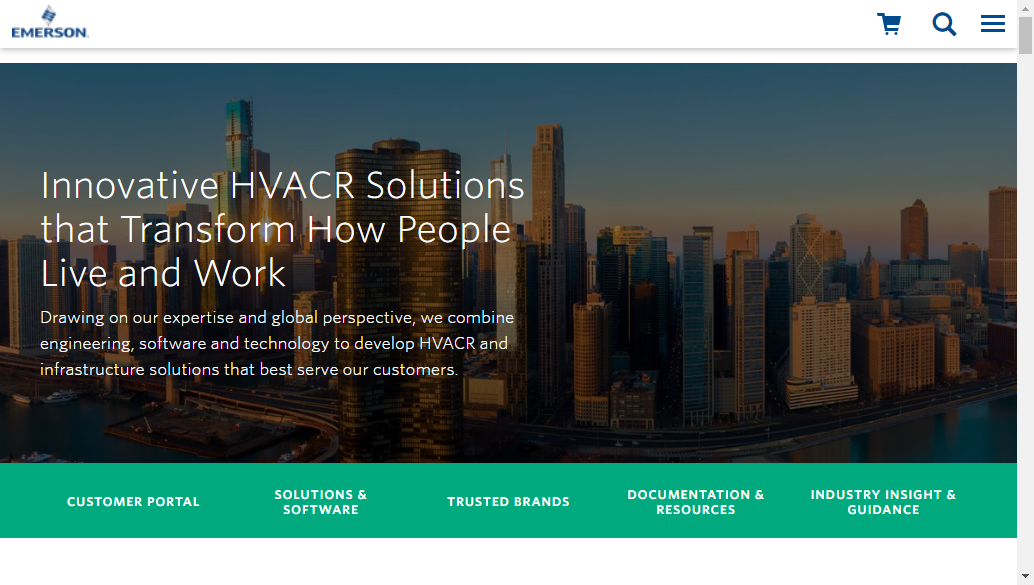 EMERSON
Innovative HVACR Solutions
that Transform How People
Live and Work
Drawing on our expertise and global perspective, we combine
engineering, software and technology to develop HVACR and
infrastructure solutions that best serve our customers.
CUSTOMER PORTAL
SOLUTIONS &
SOFTWARE
TRUSTED BRANDS
DOCUMENTATION &
RESOURCES
INDUSTRY INSIGHT &
GUIDANCE